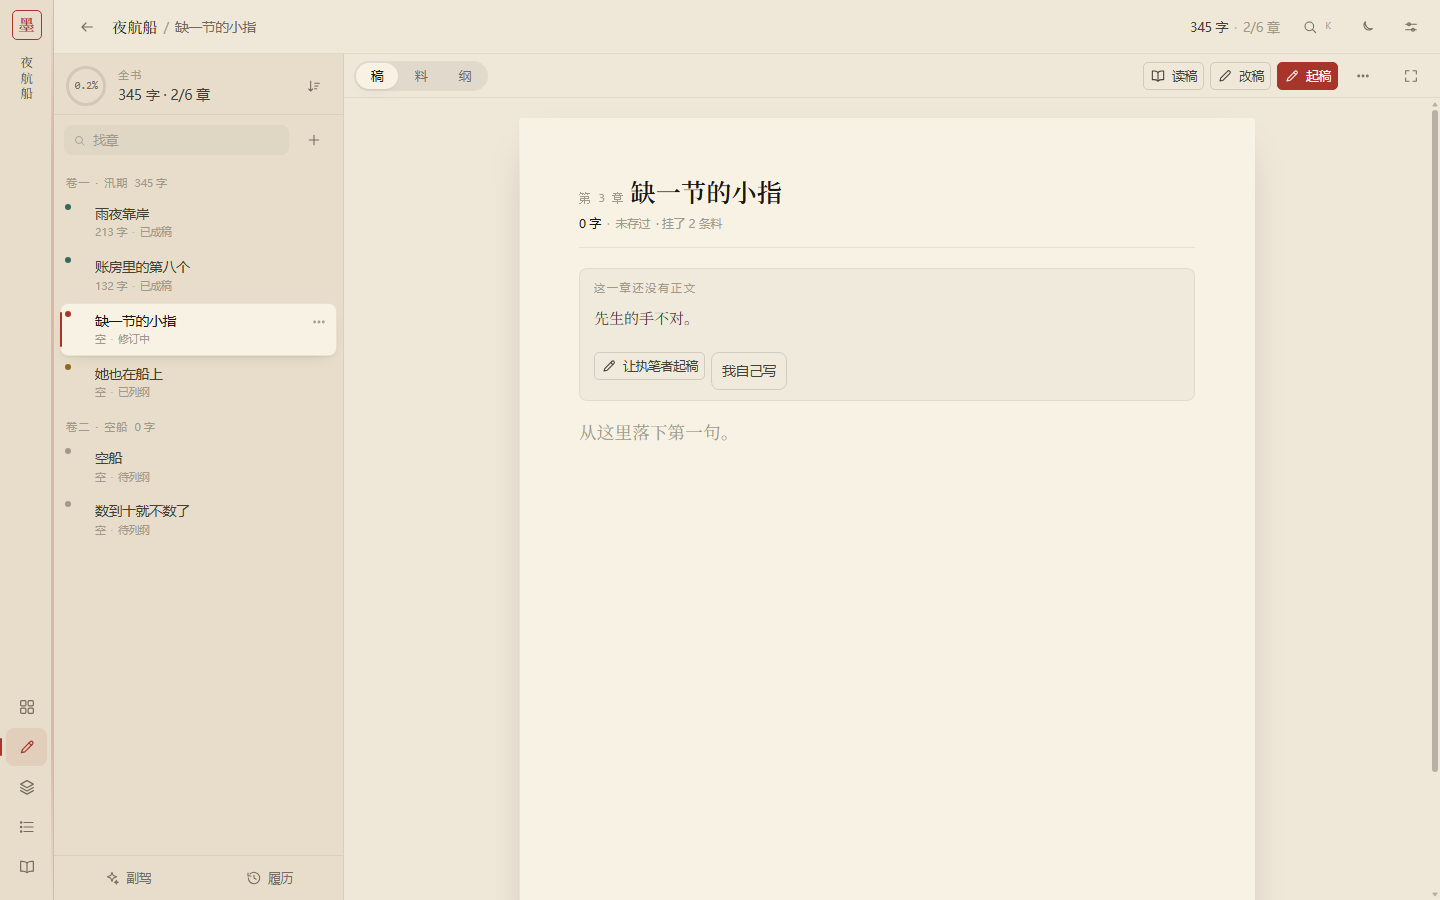 墨
夜航船
夜航船 / 缺一节的小指
345 字 · 2/6 章
K
0.2%
全书
345 字 · 2/6 章
找章
卷一 · 汛期 345 字
雨夜靠岸
213 字 · 已成稿
账房里的第八个
132 字 · 已成稿
缺一节的小指
空 · 修订中
她也在船上
空 · 已列纲
卷二 · 空船 0 字
空船
空 · 待列纲
数到十就不数了
空 · 待列纲
副驾
履历
稿 料 纲
读稿 改稿 起稿
第 3 章 缺一节的小指
0 字 · 未存过 · 挂了 2 条料
这一章还没有正文
先生的手不对。
让执笔者起稿 我自己写
从这里落下第一句。